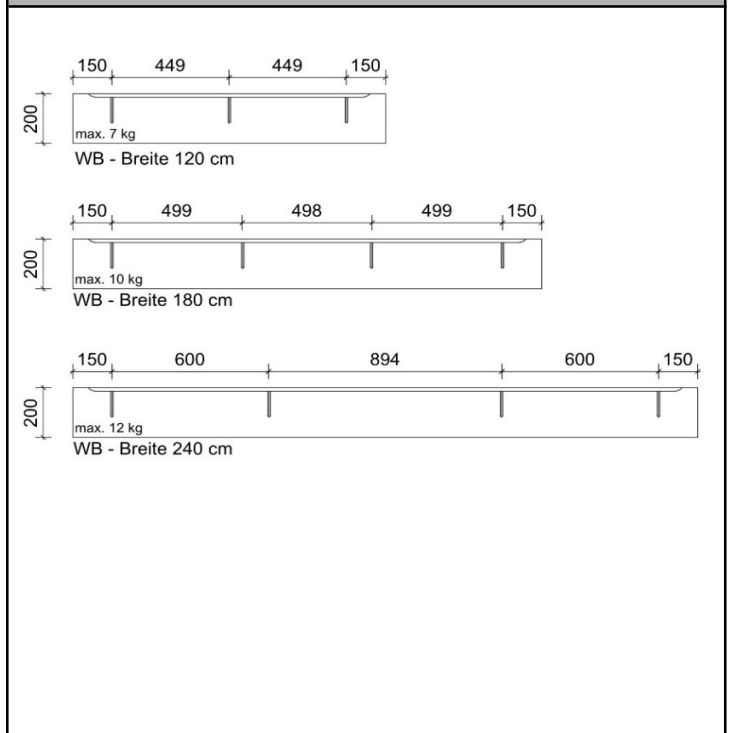 150 449 449 150
200
max. 7 kg
WB - Breite 120 cm
150 499 498 499 150
200
max. 10 kg
WB - Breite 180 cm
150 600 894 600 150
200
max. 12 kg
WB - Breite 240 cm